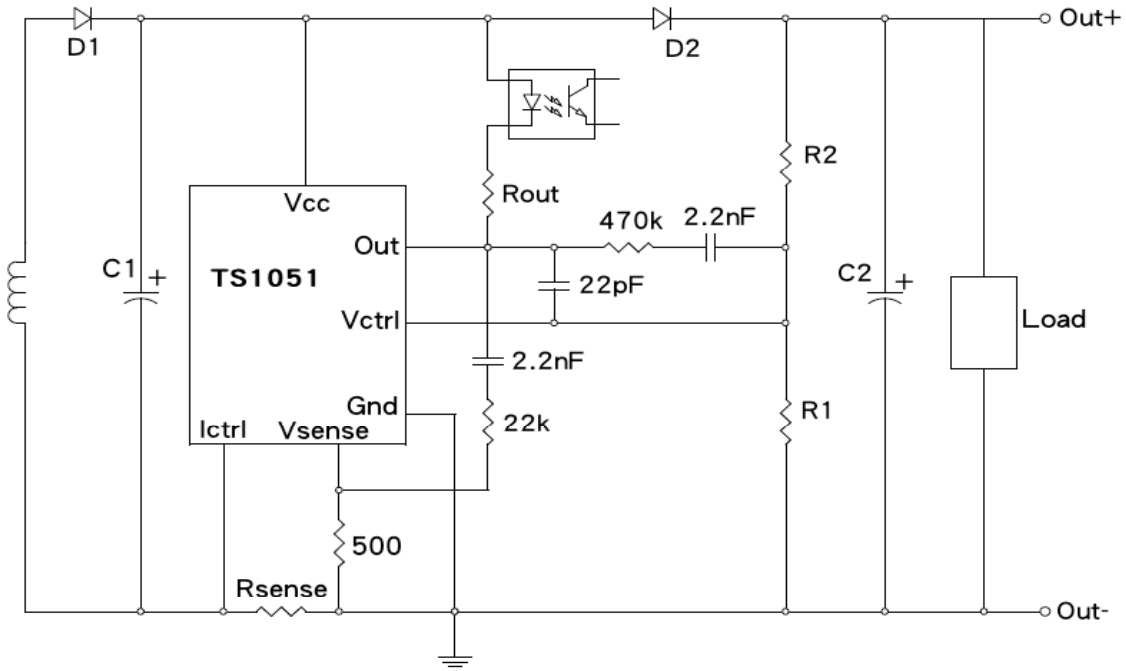 Out+
D1
D2
R2
Vcc
Rout
470k
2.2nF
Out
C1
+
TS1051
22pF
C2
+
Vctrl
Load
2.2nF
Gnd
R1
Ictrl
Vsense
22k
500
Rsense
Out-